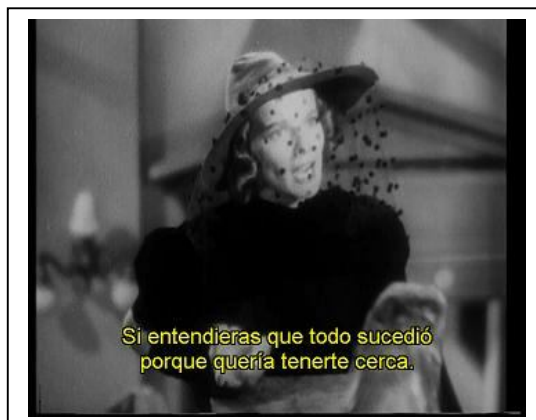 Si entendieras que todo sucedió
porque quería tenerte cerca.